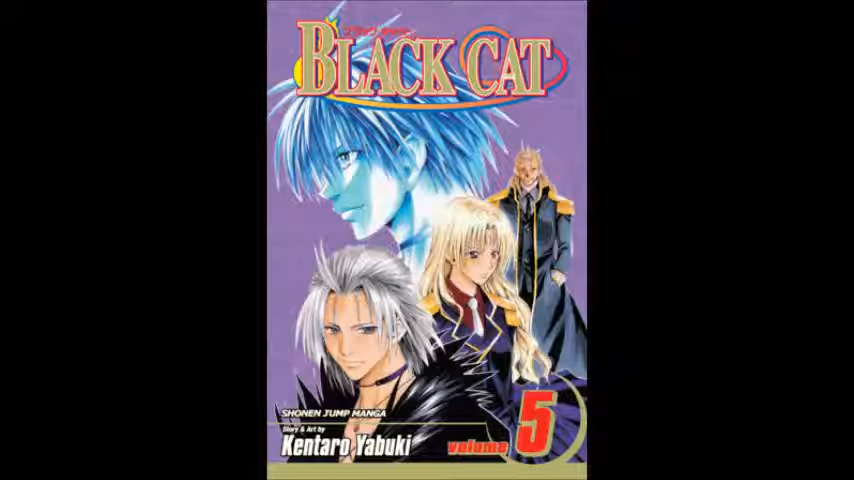 BLACK CAT
SHONEN JUMP MANGA
Story & Art by
Kentaro Yabuki
volume 5